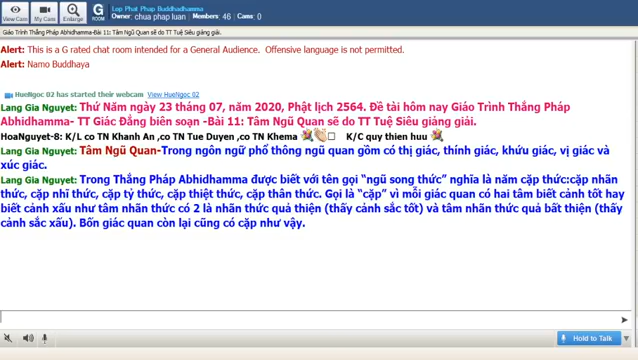 View Cam
My Cams
Enlarge
G
ROOM
Lop Phat Phap Buddhadhamma
Owner: chua phap luan | Members: 46 | Cams: 0
Giáo Trình Thắng Pháp Abhidhamma-Bài 11: Tâm Ngũ Quan sẽ do TT Tuệ Siêu giảng giải.
Alert: This is a G rated chat room intended for a General Audience. Offensive language is not permitted.
Alert: Namo Buddhaya
HueNgoc 02 has started their webcam View HueNgoc 02
Lang Gia Nguyet: Thứ Năm ngày 23 tháng 07, năm 2020, Phật lịch 2564. Đề tài hôm nay Giáo Trình Thắng Pháp
Abhidhamma- TT Giác Đẳng biên soạn -Bài 11: Tâm Ngũ Quan sẽ do TT Tuệ Siêu giảng giải.
HoaNguyet-8: K/L co TN Khanh An ,co TN Tue Duyen ,co TN Khema K/C quy thien huu
Lang Gia Nguyet: Tâm Ngũ Quan-Trong ngôn ngữ phổ thông ngũ quan gồm có thị giác, thính giác, khứu giác, vị giác và
xúc giác.
Lang Gia Nguyet: Trong Thắng Pháp Abhidhamma được biết với tên gọi “ngũ song thức” nghĩa là năm cặp thức:cặp nhãn
thức, cặp nhĩ thức, cặp tỷ thức, cặp thiệt thức, cặp thân thức. Gọi là “cặp” vì mỗi giác quan có hai tâm biết cảnh tốt hay
biết cảnh xấu như tâm nhãn thức có 2 là nhãn thức quả thiện (thấy cảnh sắc tốt) và tâm nhãn thức quả bất thiện (thấy
cảnh sắc xấu). Bốn giác quan còn lại cũng có cặp như vậy.
Hold to Talk